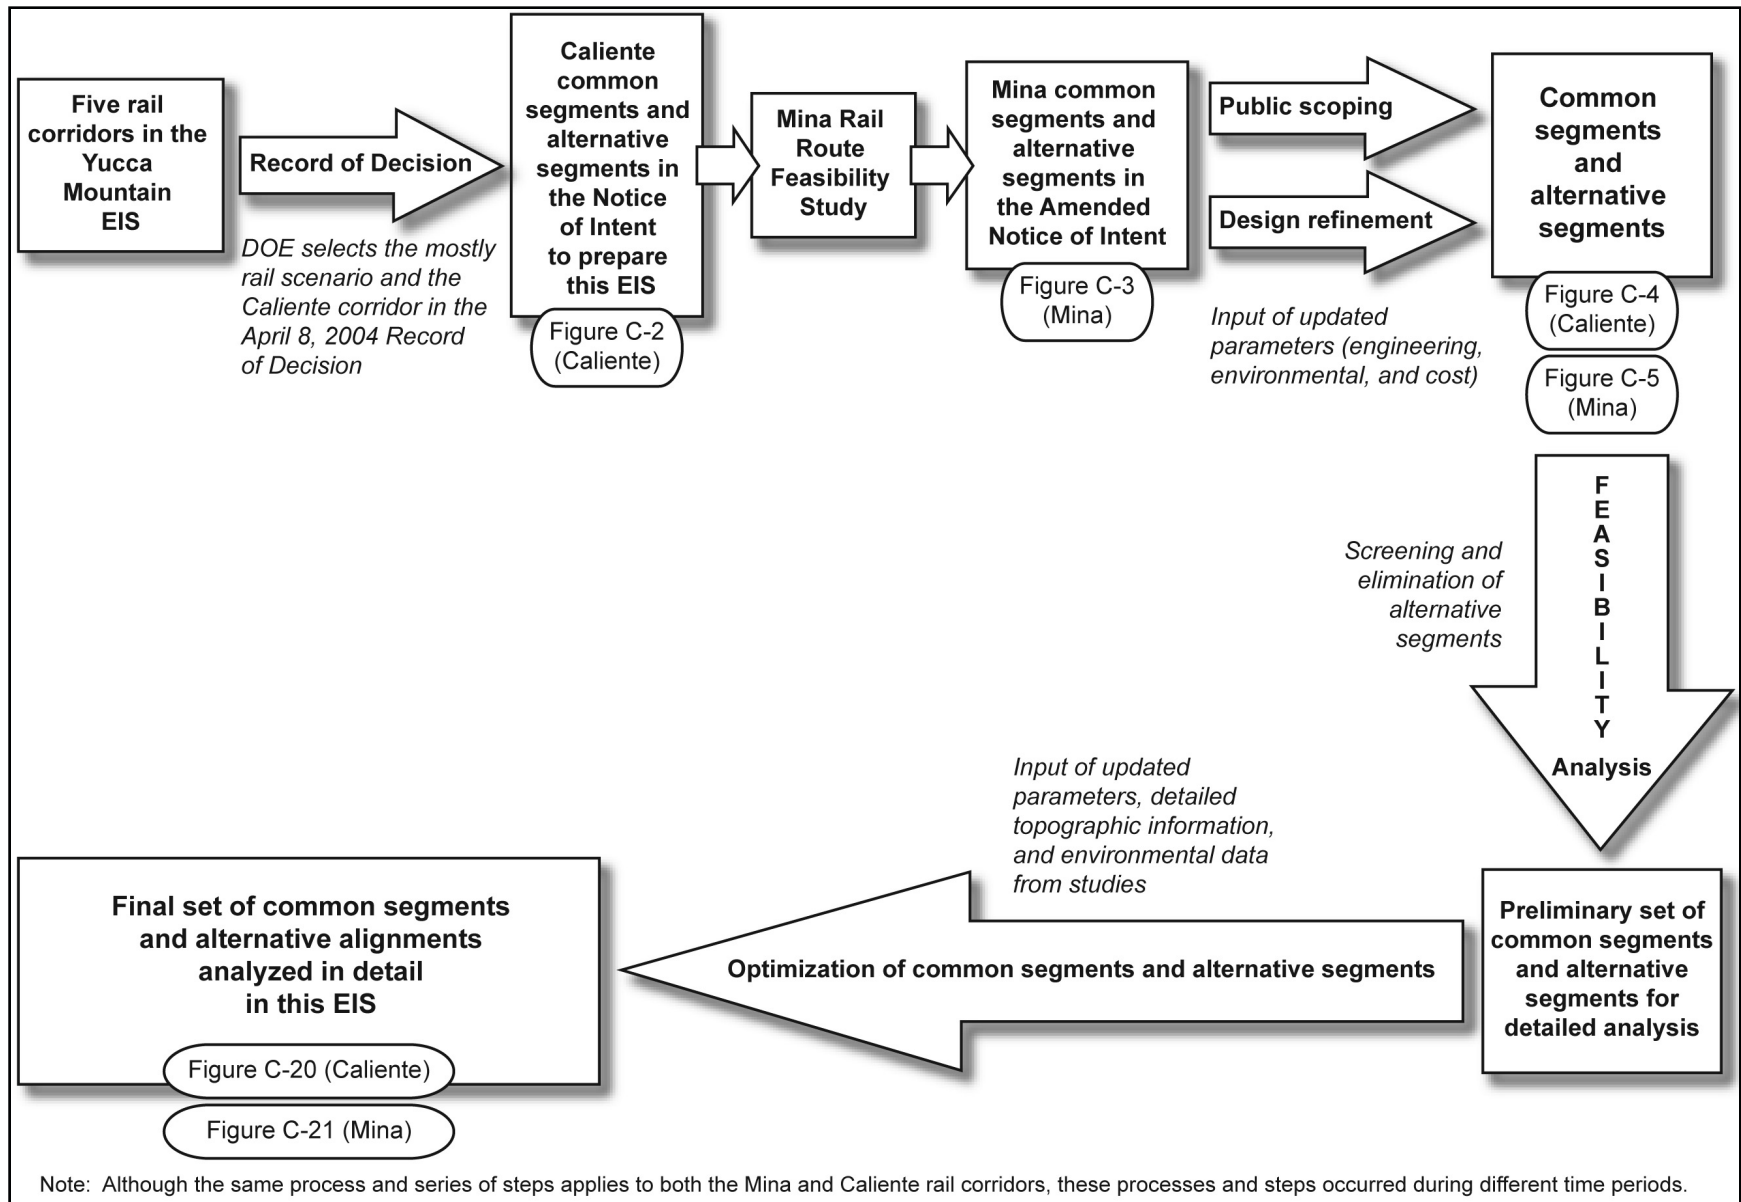 Five rail
corridors in the
Yucca
Mountain
EIS
Record of Decision
DOE selects the mostly
rail scenario and the
Caliente corridor in the
April 8, 2004 Record
of Decision
Caliente
common
segments and
alternative
segments in
the Notice
of Intent
to prepare
this EIS
Figure C-2
(Caliente)
Mina Rail
Route
Feasibility
Study
Mina common
segments and
alternative
segments in
the Amended
Notice of Intent
Figure C-3
(Mina)
Public scoping
Design refinement
Input of updated
parameters (engineering,
environmental, and cost)
Common
segments
and
alternative
segments
Figure C-4
(Caliente)
Figure C-5
(Mina)
Screening and
elimination of
alternative
segments
F
E
A
S
I
B
I
L
I
T
Y
Analysis
Preliminary set of
common segments
and alternative
segments for
detailed analysis
Input of updated
parameters, detailed
topographic information,
and environmental data
from studies
Optimization of common segments and alternative segments
Final set of common segments
and alternative alignments
analyzed in detail
in this EIS
Figure C-20 (Caliente)
Figure C-21 (Mina)
Note:  Although the same process and series of steps applies to both the Mina and Caliente rail corridors, these processes and steps occurred during different time periods.